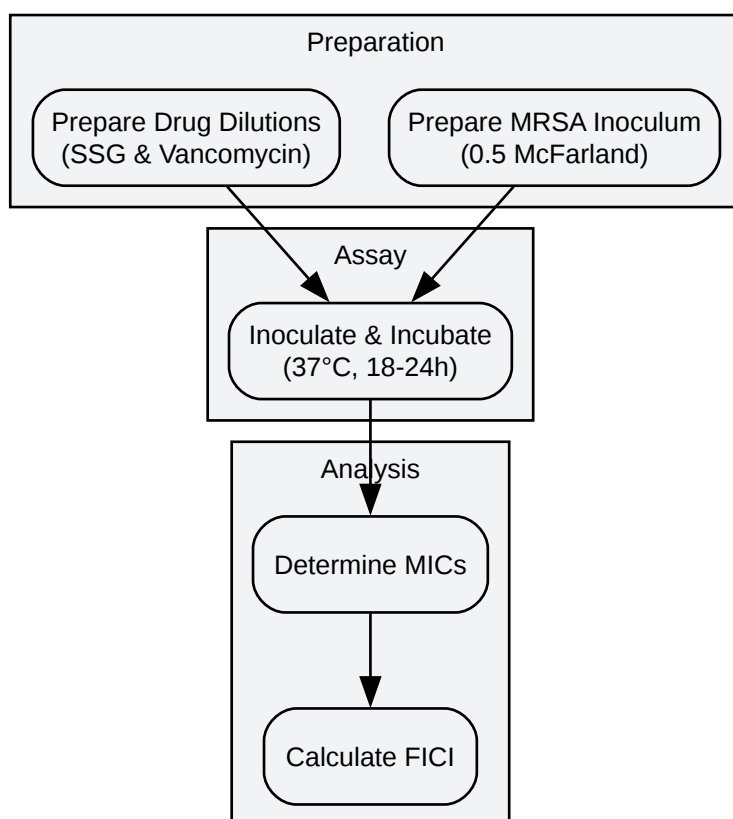 Preparation
Prepare Drug Dilutions
(SSG & Vancomycin)
Prepare MRSA Inoculum
(0.5 McFarland)
Assay
Inoculate & Incubate
(37°C, 18-24h)
Analysis
Determine MICs
Calculate FICI